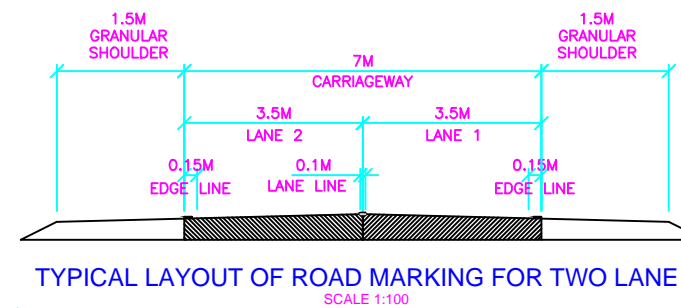 1.5M
GRANULAR
SHOULDER
1.5M
GRANULAR
SHOULDER
7M
CARRIAGEWAY
3.5M
LANE 2
3.5M
LANE 1
0.15M
EDGE LINE
0.1M
LANE LINE
0.15M
EDGE LINE
TYPICAL LAYOUT OF ROAD MARKING FOR TWO LANE
SCALE 1:100